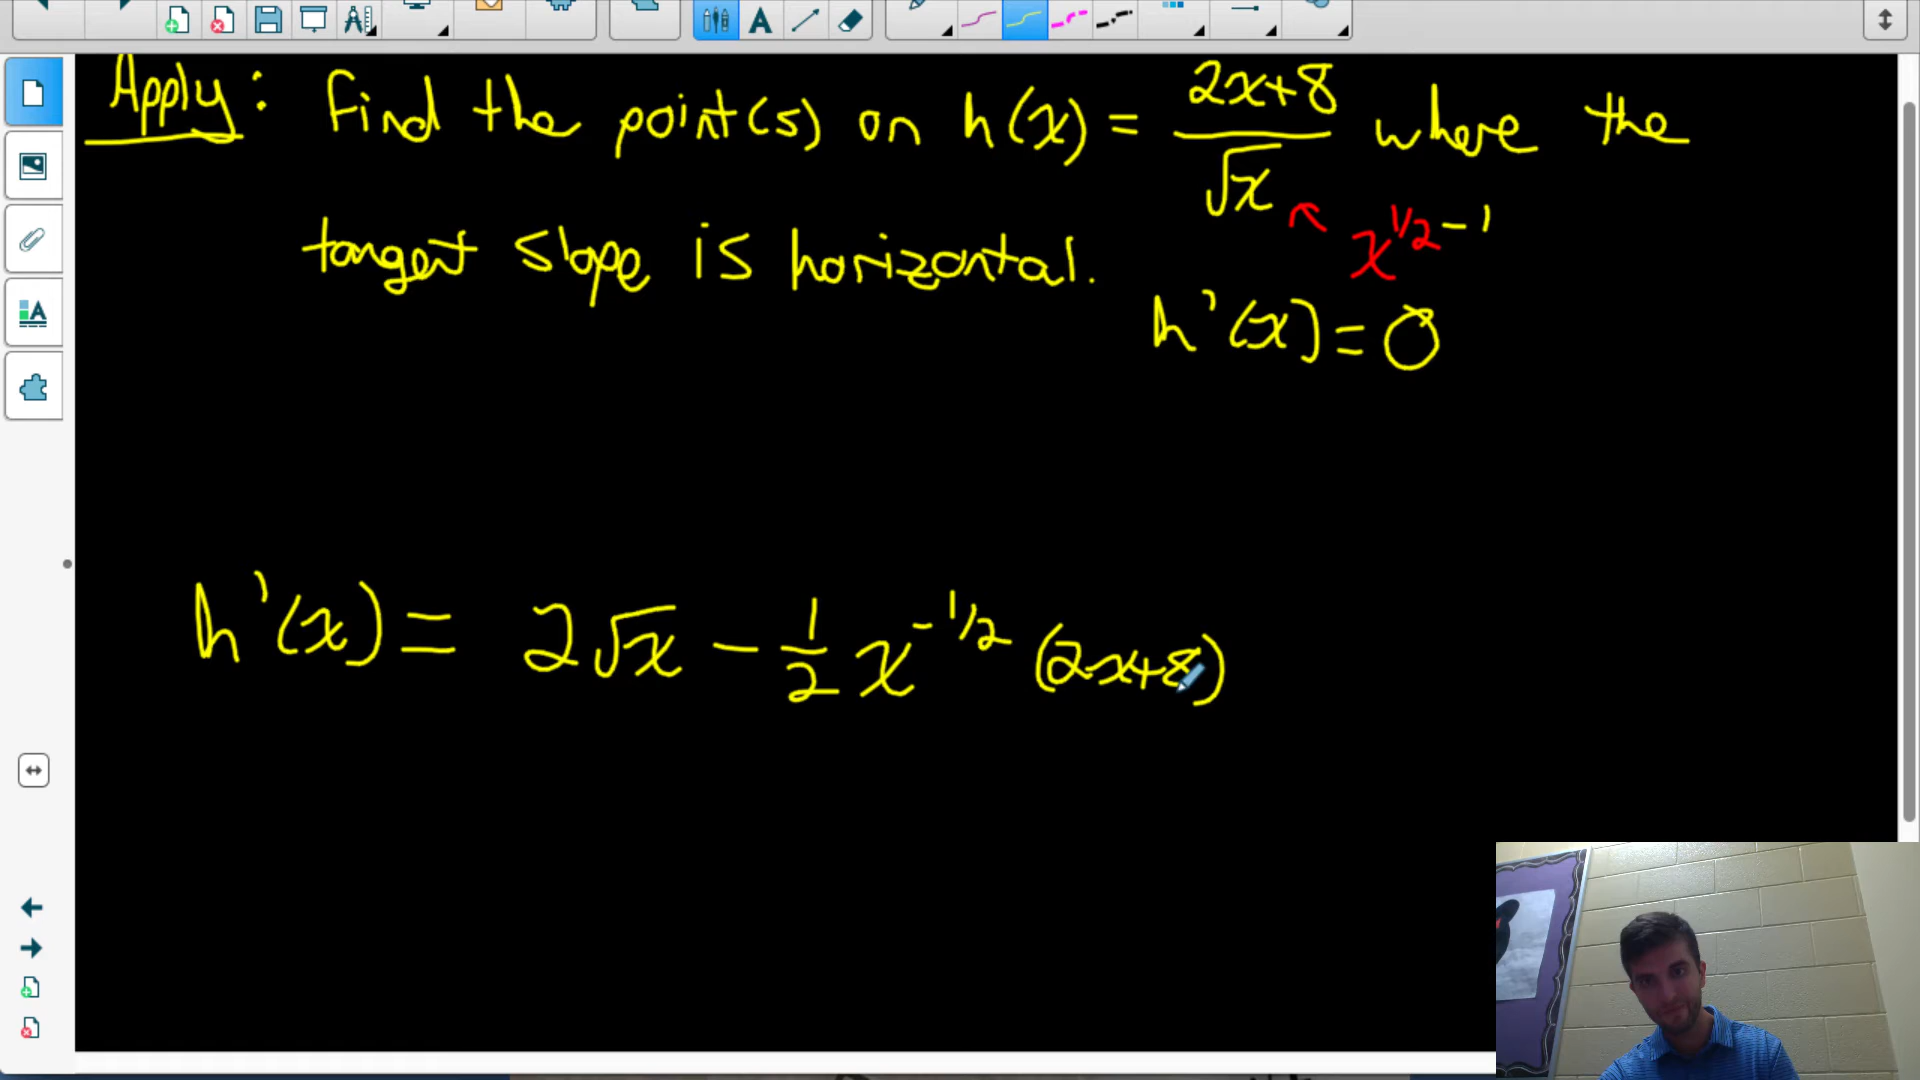 Apply: Find the point(s) on h(x) = (2x+8)/√x where the
x^1/2 - 1
tangent slope is horizontal.
h'(x) = 0
h'(x) = 2√x - 1/2 x^-1/2 (2x+8)